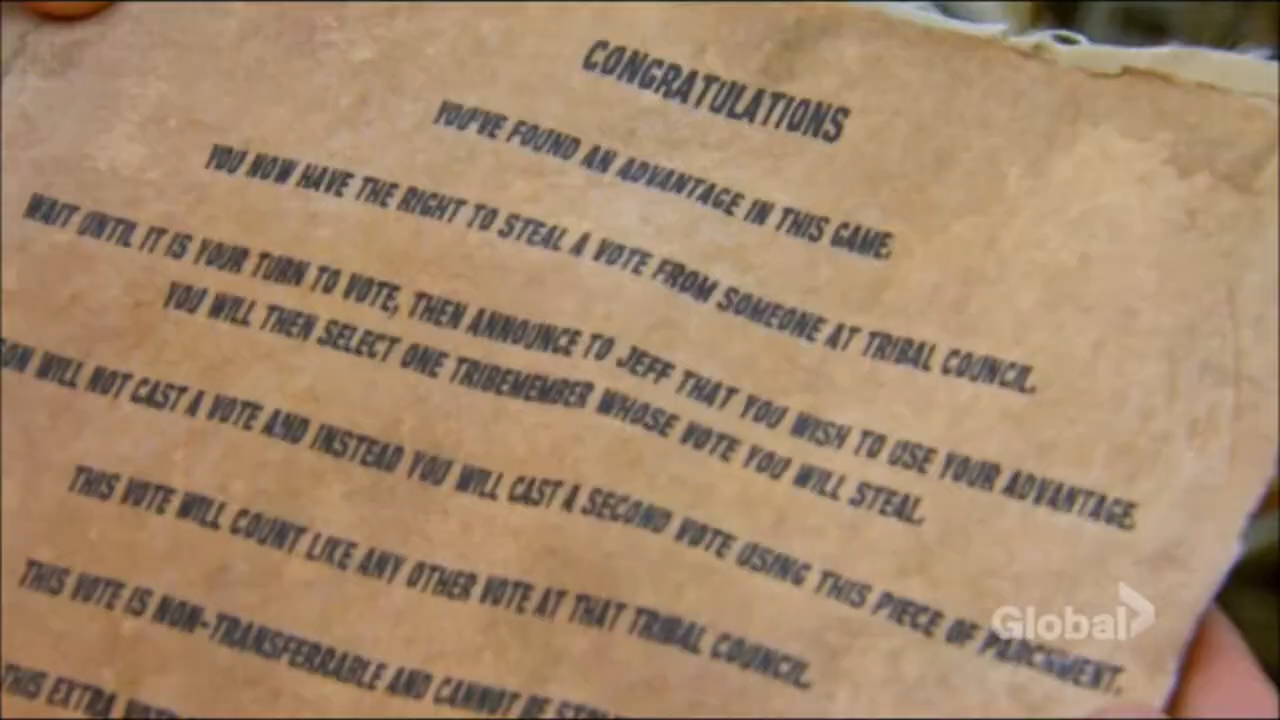 CONGRATULATIONS
YOU'VE FOUND AN ADVANTAGE IN THIS GAME.
YOU NOW HAVE THE RIGHT TO STEAL A VOTE FROM SOMEONE AT TRIBAL COUNCIL.
WAIT UNTIL IT IS YOUR TURN TO VOTE, THEN ANNOUNCE TO JEFF THAT YOU WISH TO USE YOUR ADVANTAGE.
YOU WILL THEN SELECT ONE TRIBEMEMBER WHOSE VOTE YOU WILL STEAL.
SON WILL NOT CAST A VOTE AND INSTEAD YOU WILL CAST A SECOND VOTE USING THIS PIECE OF PARCHMENT.
THIS VOTE WILL COUNT LIKE ANY OTHER VOTE AT THAT TRIBAL COUNCIL.
THIS VOTE IS NON-TRANSFERRABLE AND CANNOT BE
THIS EXTRA
Global